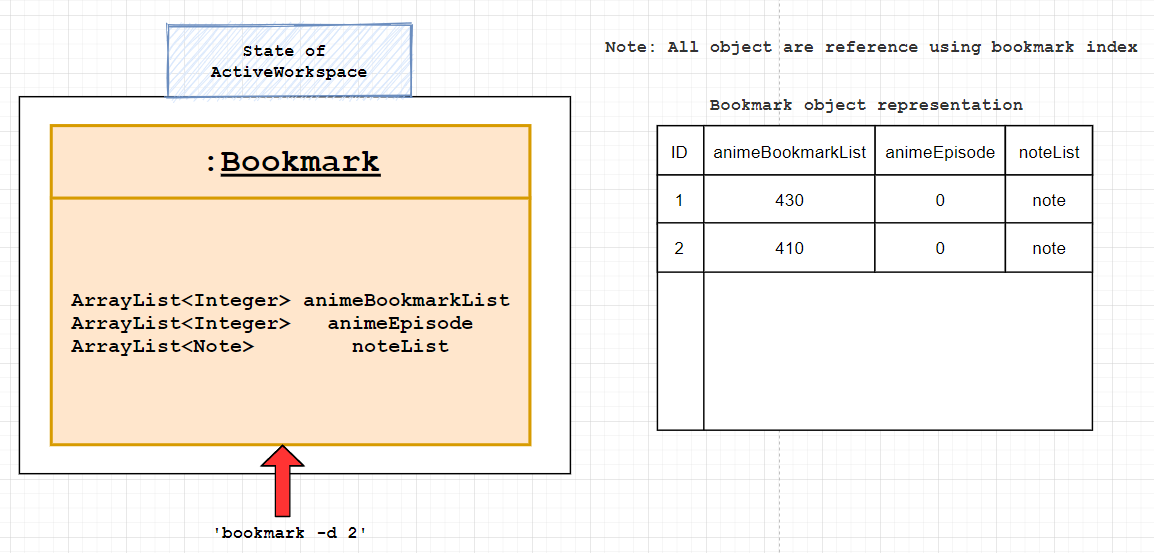 State of
ActiveWorkspace
:Bookmark
ArrayList<Integer> animeBookmarkList
ArrayList<Integer> animeEpisode
ArrayList<Note> noteList
'bookmark -d 2'
Note: All object are reference using bookmark index
Bookmark object representation
ID animeBookmarkList animeEpisode noteList
1 430 0 note
2 410 0 note